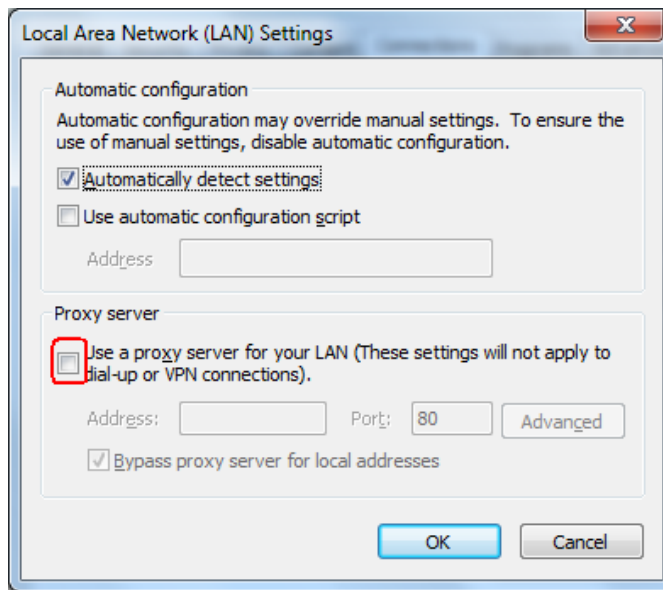 Local Area Network (LAN) Settings
Automatic configuration
Automatic configuration may override manual settings. To ensure the
use of manual settings, disable automatic configuration.
Automatically detect settings
Use automatic configuration script
Address
Proxy server
Use a proxy server for your LAN (These settings will not apply to
dial-up or VPN connections).
Address: Port: 80 Advanced
Bypass proxy server for local addresses
OK Cancel